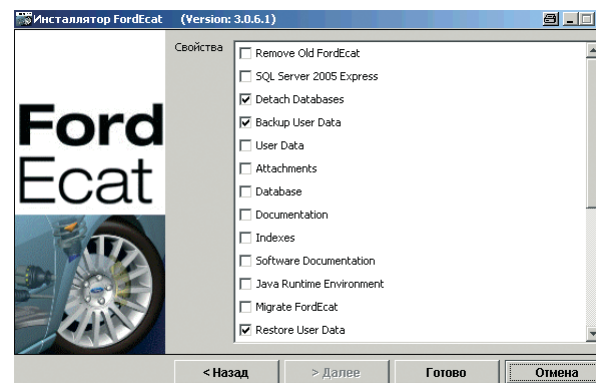 Инсталлятор FordEcat (Version: 3.0.6.1)
Свойства
Remove Old FordEcat
SQL Server 2005 Express
Detach Databases
Backup User Data
User Data
Attachments
Database
Documentation
Indexes
Software Documentation
Java Runtime Environment
Migrate FordEcat
Restore User Data
Ford
Ecat
< Назад
> Далее
Готово
Отмена